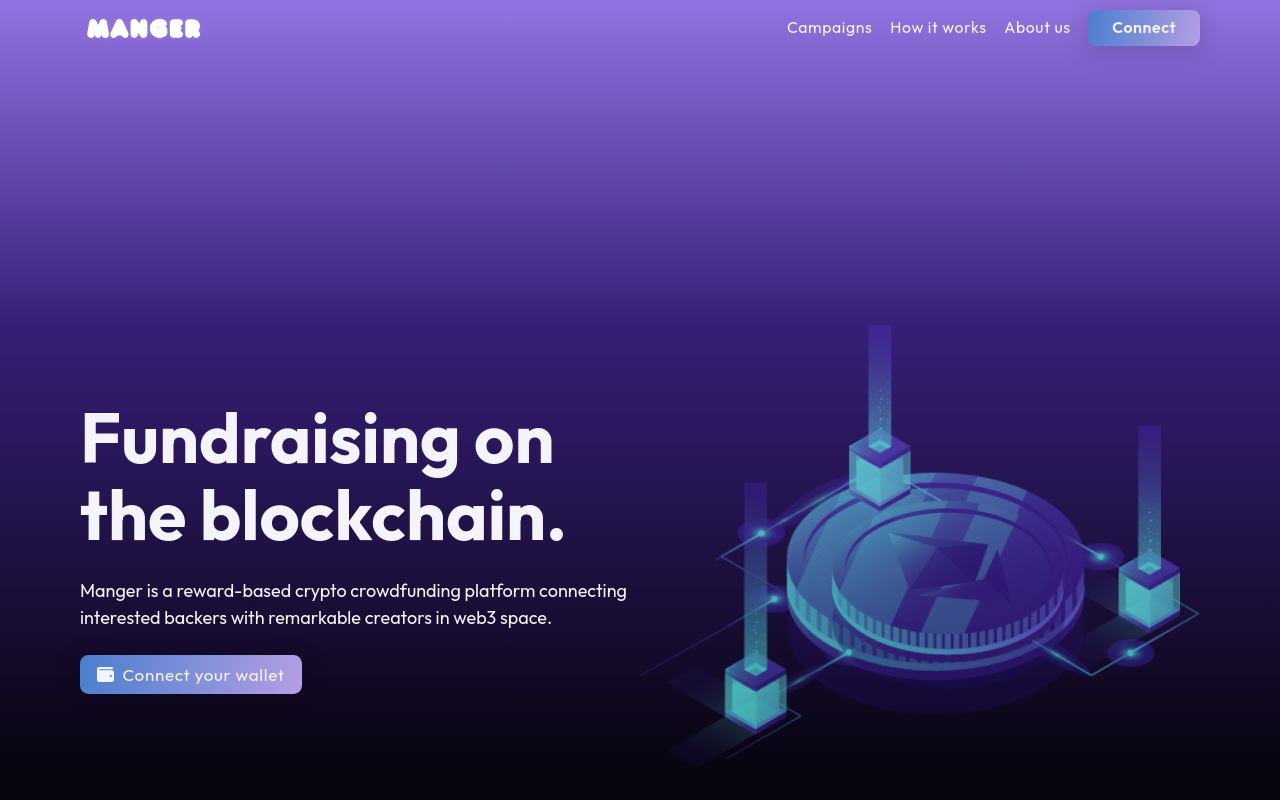 MANGER
Campaigns
How it works
About us
Connect
Fundraising on
the blockchain.
Manger is a reward-based crypto crowdfunding platform connecting
interested backers with remarkable creators in web3 space.
Connect your wallet